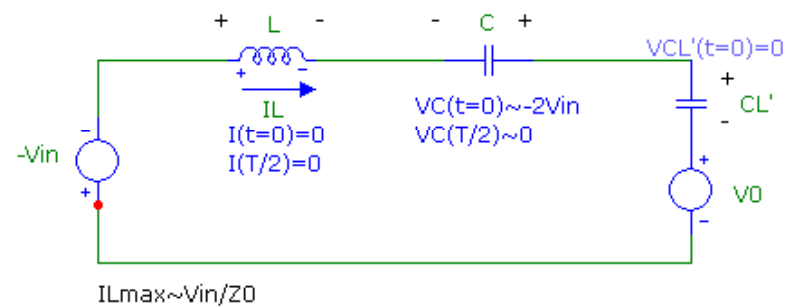 + L - - C +
VCL'(t=0)=0
+ -
+
CL'
-
IL
I(t=0)=0
I(T/2)=0
VC(t=0)~-2Vin
VC(T/2)~0
-
-Vin
+
+
V0
-
ILmax~Vin/Z0